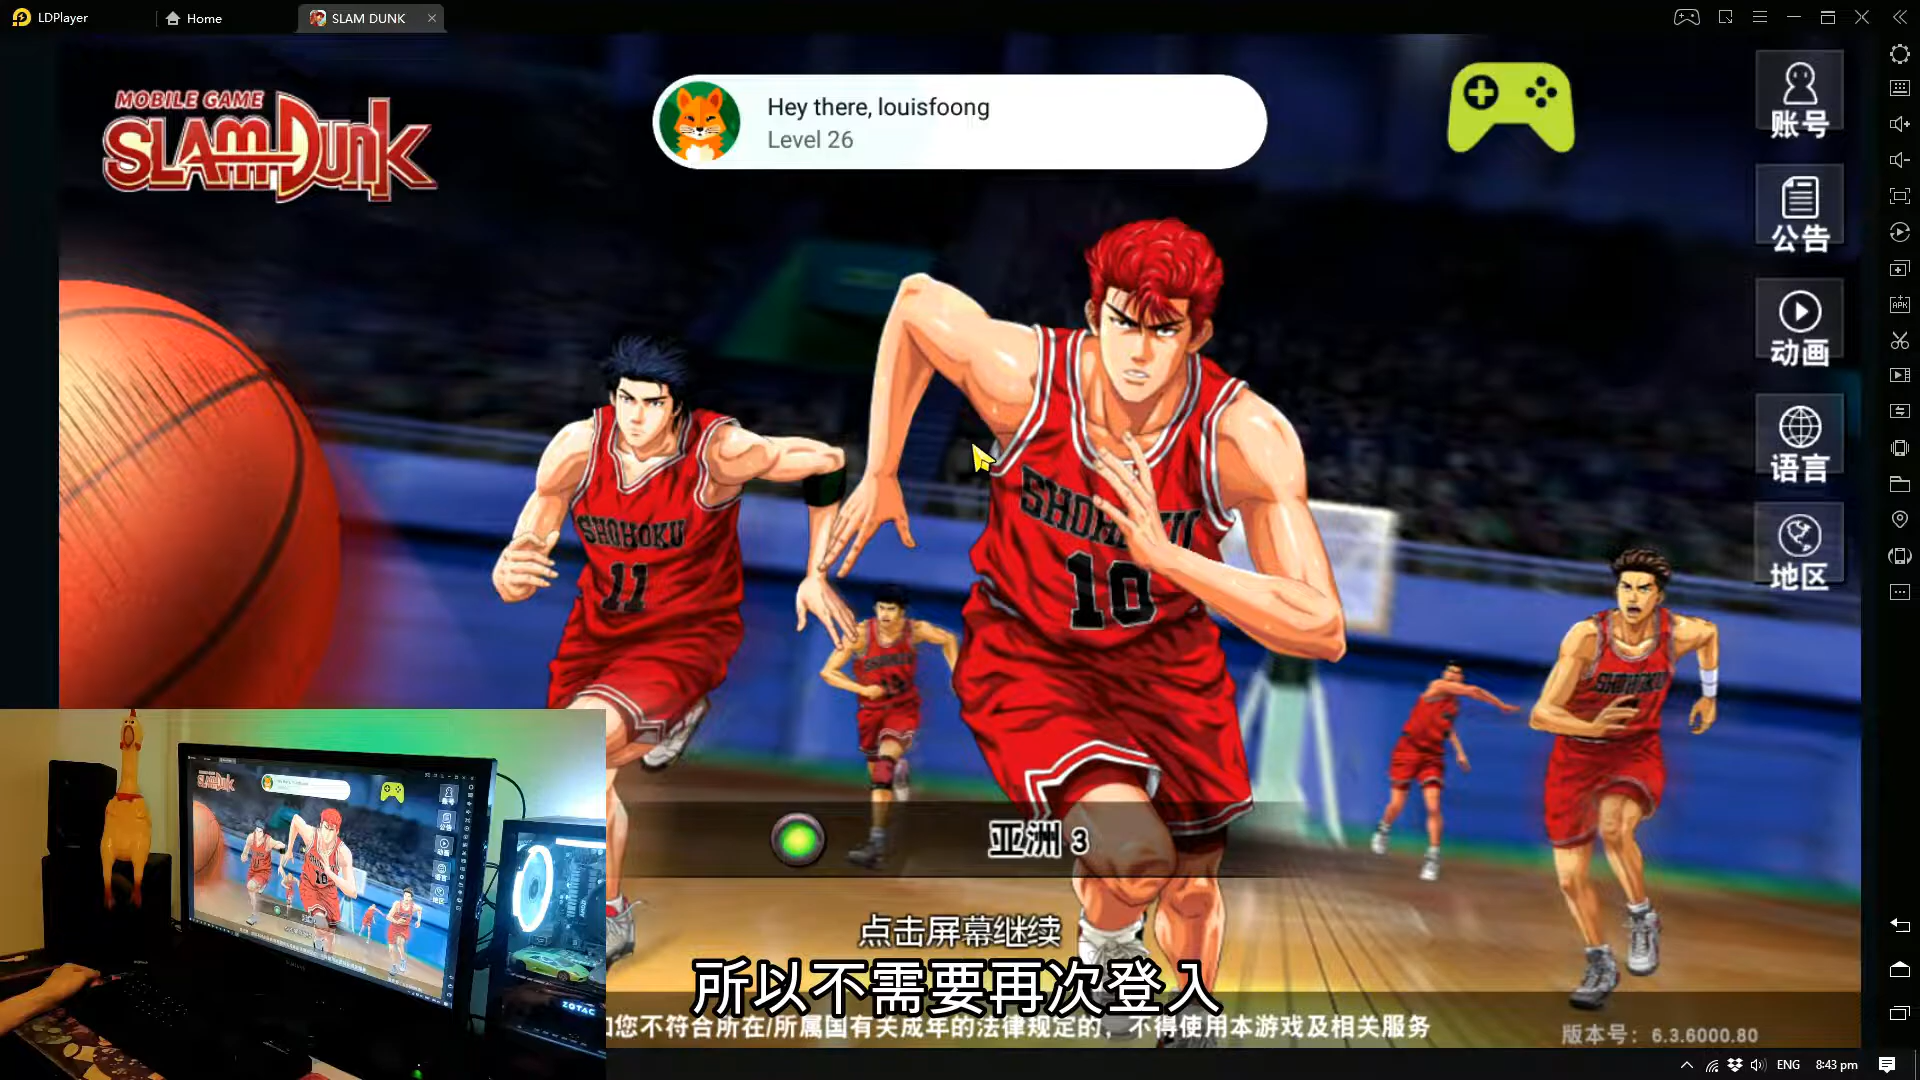 LDPlayer
Home
SLAM DUNK
MOBILE GAME
SLAM DUNK
Hey there, louisfoong
Level 26
账号
公告
动画
语言
地区
APK
SHOHOKU
11
SHOHOKU
10
SHOHOKU
亚洲 3
点击屏幕继续
所以不需要再次登入
您不符合所在/所属国有关成年的法律规定的，不得使用本游戏及相关服务
版本号：6.3.6000.80
ZOTAC
ENG
8:43 pm